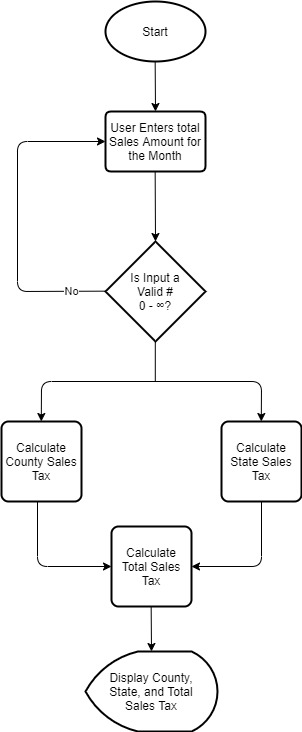 Start
User Enters total
Sales Amount for
the Month
Is Input a
Valid #
0 - ∞?
No
Calculate
County Sales
Tax
Calculate
State Sales
Tax
Calculate
Total Sales
Tax
Display County,
State, and Total
Sales Tax